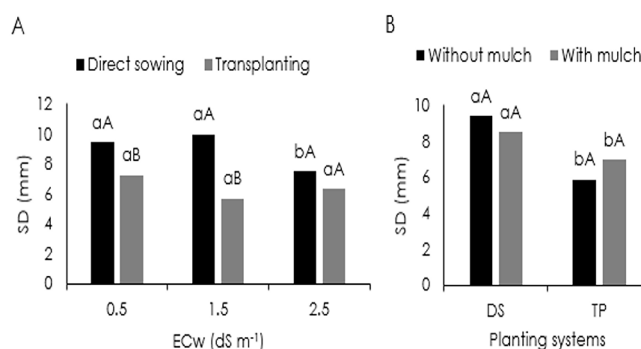 A
Direct sowing Transplanting
12
10
8
6
4
2
0
SD (mm)
aA
aB
aA
aB
bA
aA
0.5 1.5 2.5
ECw (dS m⁻¹)
B
Without mulch With mulch
10
8
6
4
2
0
SD (mm)
aA aA
bA
bA
DS TP
Planting systems